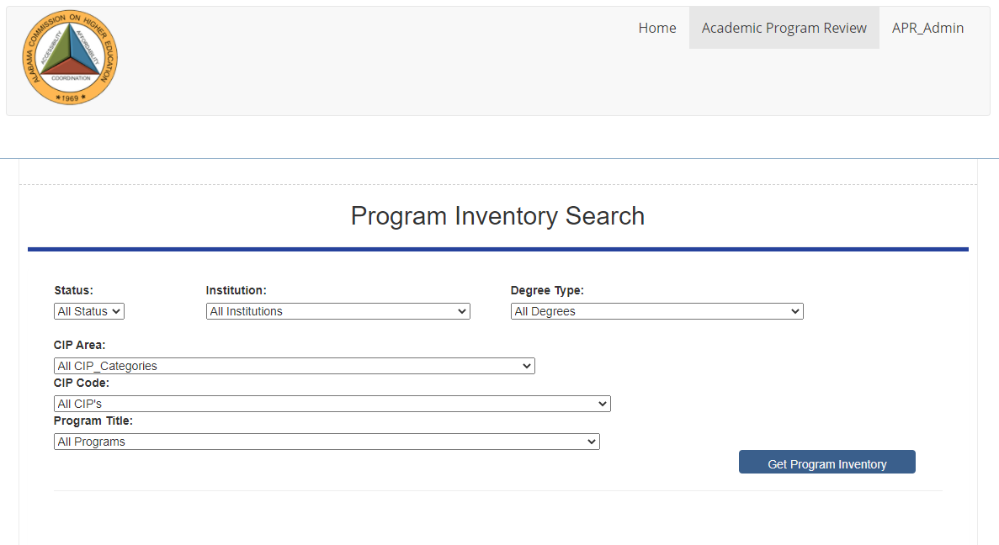 ALABAMA COMMISSION ON HIGHER EDUCATION
ACCESSIBILITY
AFFORDABILITY
COORDINATION
★1969★
Home
Academic Program Review
APR_Admin
Program Inventory Search
Status:
Institution:
Degree Type:
All Status
All Institutions
All Degrees
CIP Area:
All CIP_Categories
CIP Code:
All CIP's
Program Title:
All Programs
Get Program Inventory